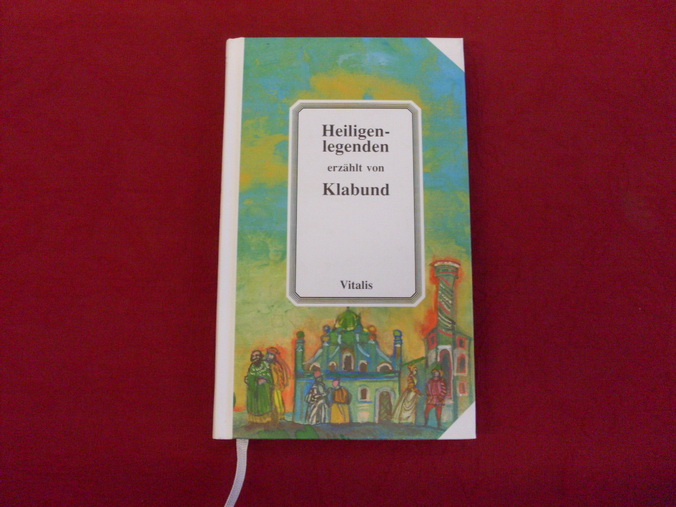 Heiligen-
legenden
erzählt von
Klabund
Vitalis